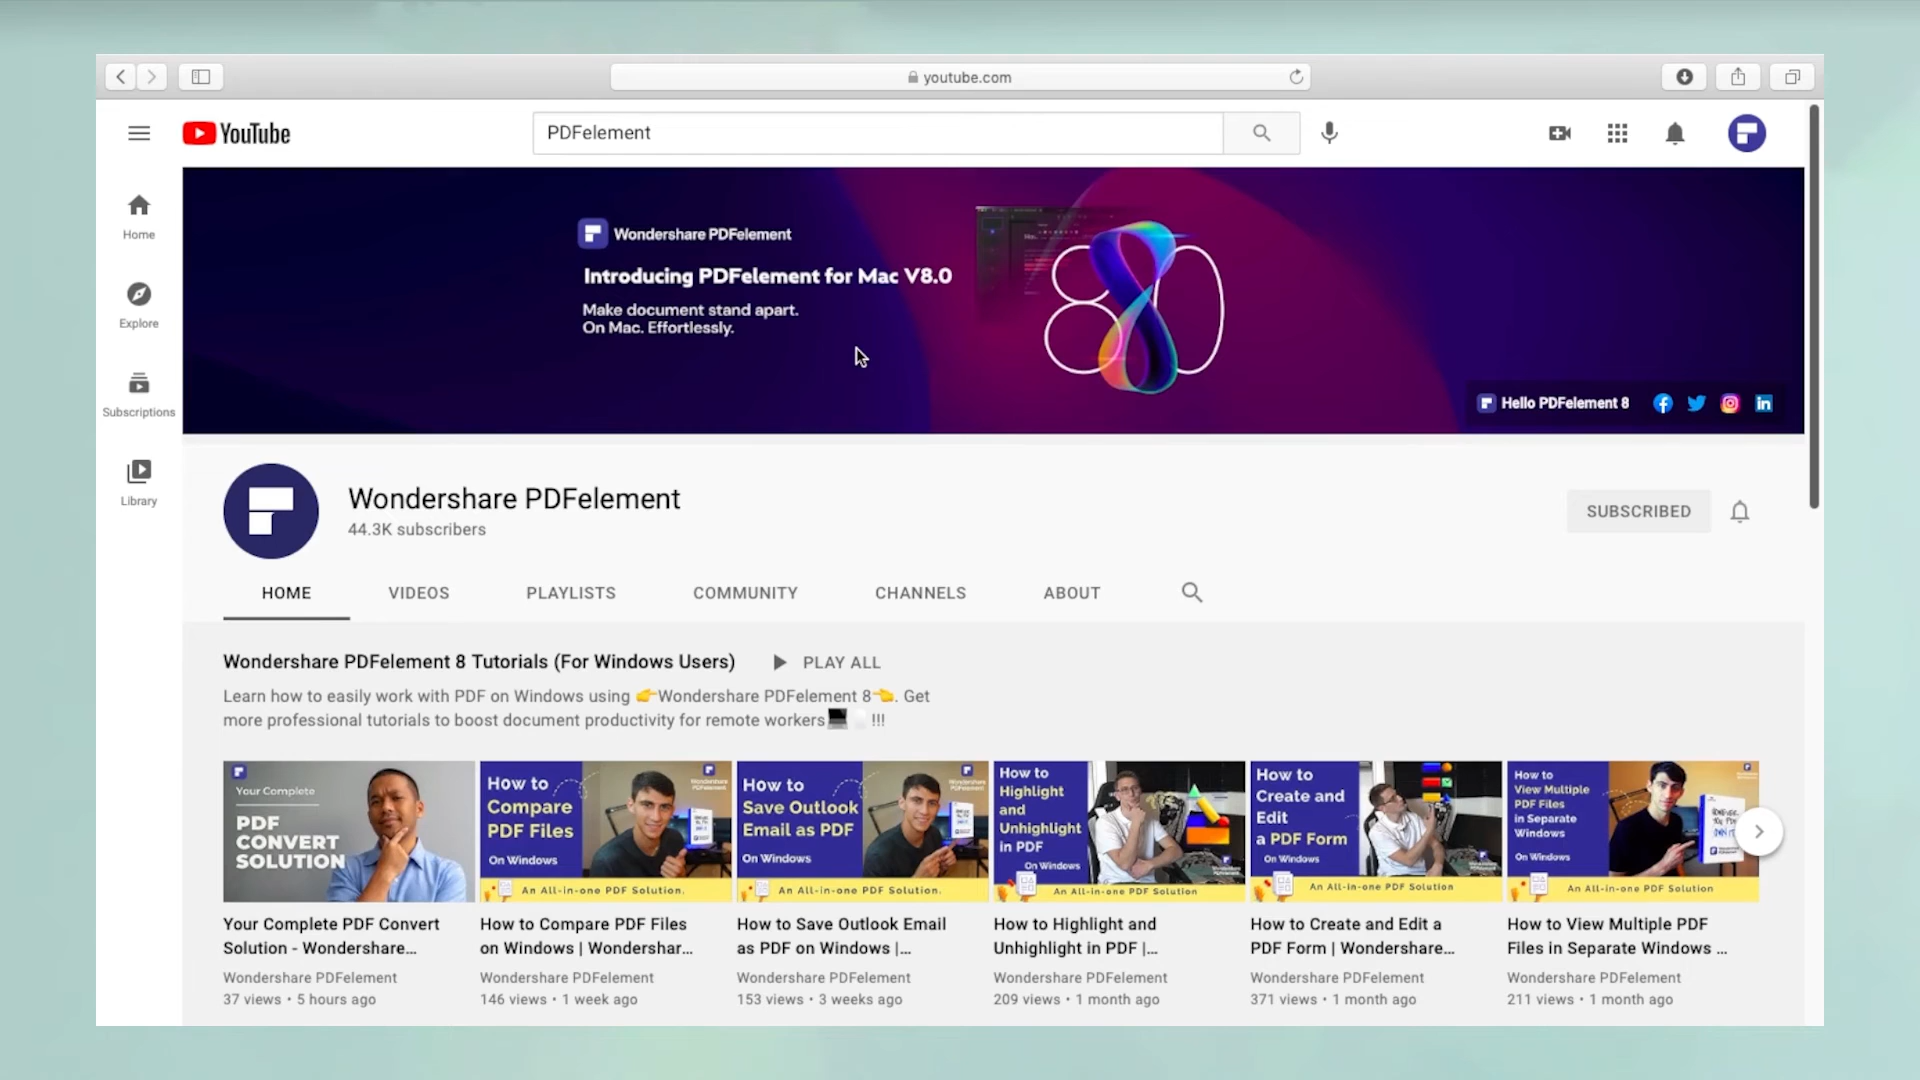 youtube.com
YouTube
PDFelement
Home
Explore
Subscriptions
Library
Wondershare PDFelement
Introducing PDFelement for Mac V8.0
Make document stand apart.
On Mac. Effortlessly.
Hello PDFelement 8
Wondershare PDFelement
44.3K subscribers
SUBSCRIBED
HOME
VIDEOS
PLAYLISTS
COMMUNITY
CHANNELS
ABOUT
Wondershare PDFelement 8 Tutorials (For Windows Users)
PLAY ALL
Learn how to easily work with PDF on Windows using 👉Wondershare PDFelement 8👈. Get
more professional tutorials to boost document productivity for remote workers💻 !!!
Your Complete
PDF
CONVERT
SOLUTION
How to
Compare
PDF Files
On Windows
An All-in-one PDF Solution.
How to
Save Outlook
Email as PDF
On Windows
An All-in-one PDF Solution.
How to
Highlight
and
Unhighlight
in PDF
On Windows
An All-in-one PDF Solution
How to
Create and
Edit
a PDF Form
On Windows
An All-in-one PDF Solution
How to
View Multiple
PDF Files
in Separate
Windows
On Windows
An All-in-one PDF Solution
Your Complete PDF Convert
Solution - Wondershare...
Wondershare PDFelement
37 views • 5 hours ago
How to Compare PDF Files
on Windows | Wondershar...
Wondershare PDFelement
146 views • 1 week ago
How to Save Outlook Email
as PDF on Windows |...
Wondershare PDFelement
153 views • 3 weeks ago
How to Highlight and
Unhighlight in PDF |...
Wondershare PDFelement
209 views • 1 month ago
How to Create and Edit a
PDF Form | Wondershare...
Wondershare PDFelement
371 views • 1 month ago
How to View Multiple PDF
Files in Separate Windows ...
Wondershare PDFelement
211 views • 1 month ago